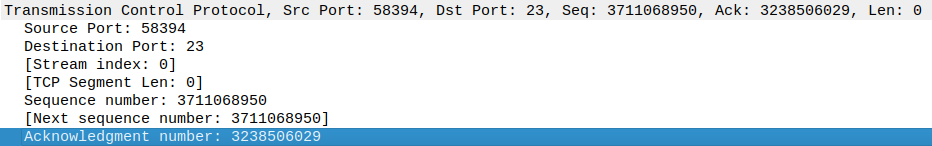 Transmission Control Protocol, Src Port: 58394, Dst Port: 23, Seq: 3711068950, Ack: 3238506029, Len: 0
Source Port: 58394
Destination Port: 23
[Stream index: 0]
[TCP Segment Len: 0]
Sequence number: 3711068950
[Next sequence number: 3711068950]
Acknowledgment number: 3238506029